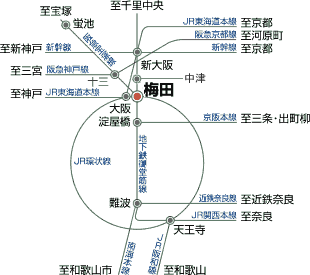 至千里中央
至宝塚
蛍池
JR東海道本線
至京都
阪急京都線
至河原町
阪急宝塚線
至新神戸
新幹線
新幹線
至京都
新大阪
至三宮
阪急神戸線
十三
中津
至神戸
JR東海道本線
梅田
大阪
淀屋橋
京阪本線
至三条・出町柳
地下鉄御堂筋線
JR環状線
難波
近鉄奈良線
至近鉄奈良
JR関西本線
至奈良
天王寺
南海本線
JR阪和線
至和歌山市
至和歌山